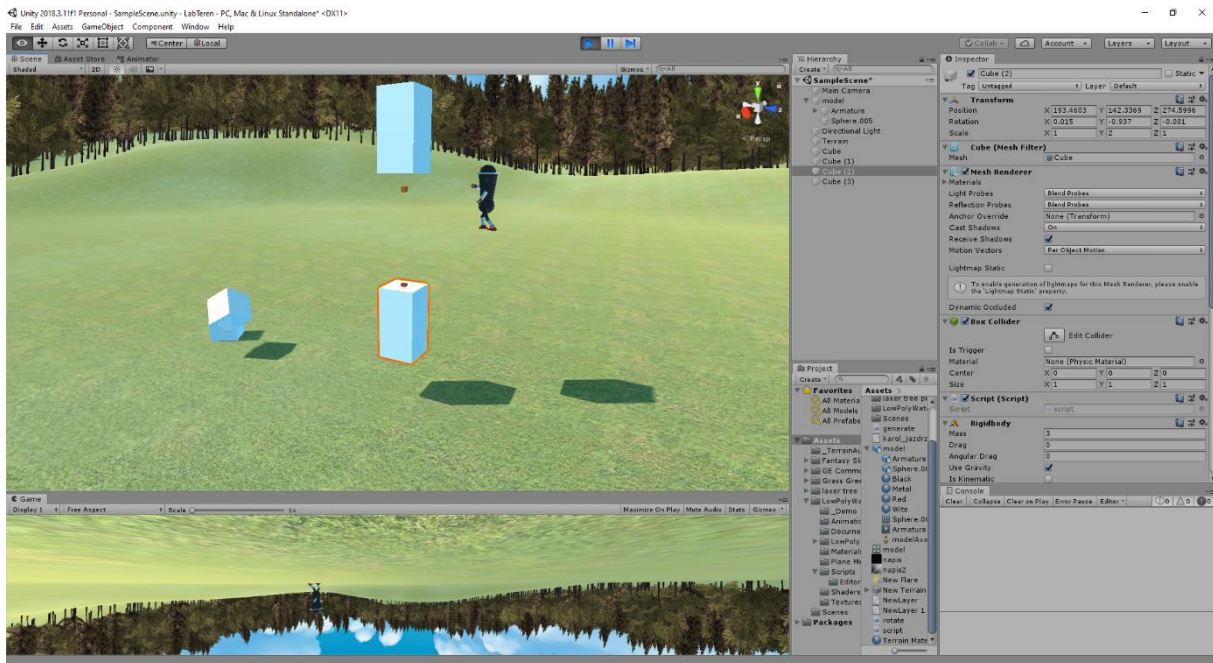 Unity 2018.3.11f1 Personal - SampleScene.unity - LabTeren - PC, Mac & Linux Standalone* <DX11>
File Edit Assets GameObject Component Window Help
Center Local
Collab Account Layers Layout
Scene Asset Store Animator
Shaded 2D Gizmos All
Persp
Hierarchy
Create All
SampleScene*
Main Camera
model
Armature
Sphere.005
Directional Light
Terrain
Cube
Cube (1)
Cube (2)
Cube (3)
Inspector
Cube (2) Static
Tag Untagged Layer Default
Transform
Position X 193.4603 Y 142.3369 Z 274.5996
Rotation X 0.015 Y -0.937 Z -0.001
Scale X 1 Y 2 Z 1
Cube (Mesh Filter)
Mesh Cube
Mesh Renderer
Materials
Light Probes Blend Probes
Reflection Probes Blend Probes
Anchor Override None (Transform)
Cast Shadows On
Receive Shadows
Motion Vectors Per Object Motion
Lightmap Static
To enable generation of lightmaps for this Mesh Renderer, please enable
the 'Lightmap Static' property.
Dynamic Occluded
Box Collider
Edit Collider
Is Trigger
Material None (Physic Material)
Center X 0 Y 0 Z 0
Size X 1 Y 1 Z 1
Script (Script)
Script script
Rigidbody
Mass 3
Drag 0
Angular Drag 0
Use Gravity
Is Kinematic
Project
Create
Favorites
All Materia
All Models
All Prefabs
Assets
_TerrainAu
Fantasy Sk
GE Comme
Grass Gree
laxer tree
LowPolyWa
_Demo
Animatio
Docume
LowPoly
Material
Plane Me
Scripts
Editor
Shaders
Texture
Scenes
Packages
Assets
laxer tree pl
LowPolyWat
Scenes
generate
karol_jazdrz
model
Armature
Sphere.00
Black
Metal
Red
Wite
Sphere.00
Armature
modelAva
model
napis
napis2
New Flare
New Terrain
NewLayer
NewLayer 1
rotate
script
Terrain Mate
Console
Clear Collapse Clear on Play Error Pause Editor 0 0 0
Game
Display 1 Free Aspect Scale 1x Maximize On Play Mute Audio Stats Gizmos